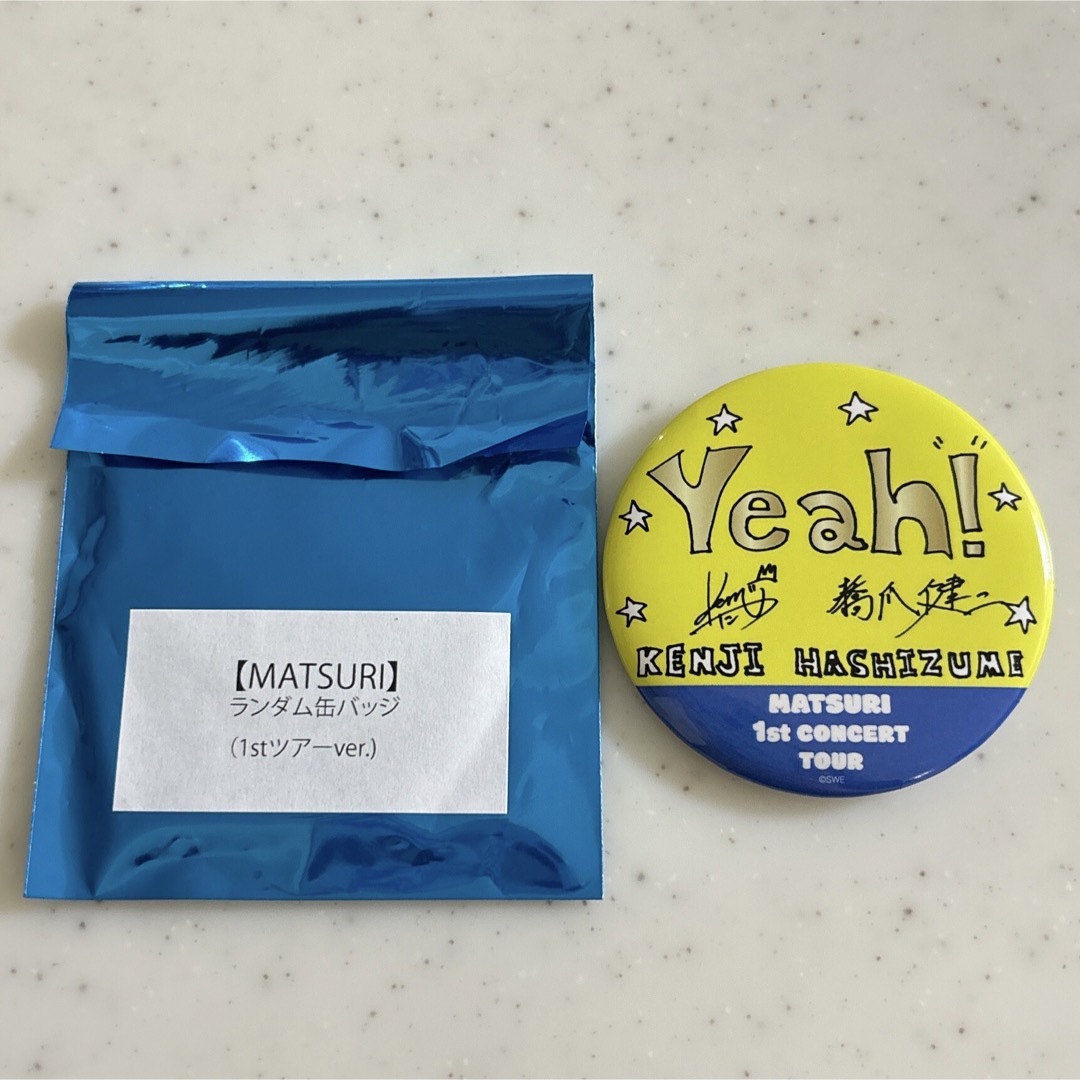 【MATSURI】
ランダム缶バッジ
(1stツアーver.)
Yeah!
橋爪健二
KENJI HASHIZUME
MATSURI
1st CONCERT
TOUR
©SWE